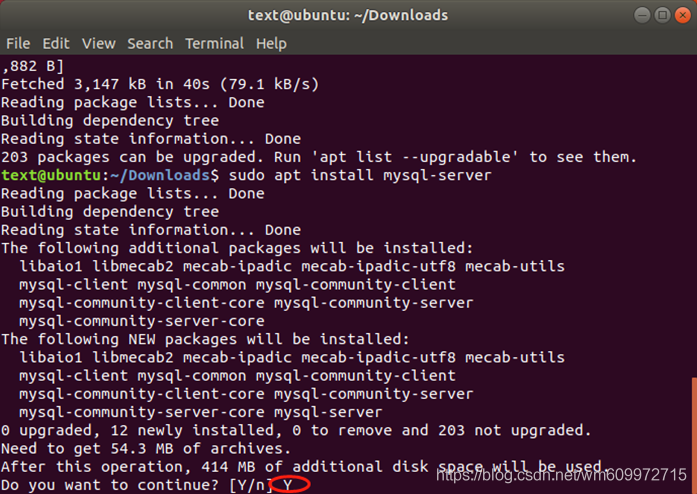 text@ubuntu: ~/Downloads
File Edit View Search Terminal Help
,882 B]
Fetched 3,147 kB in 40s (79.1 kB/s)
Reading package lists... Done
Building dependency tree
Reading state information... Done
203 packages can be upgraded. Run 'apt list --upgradable' to see them.
text@ubuntu:~/Downloads$ sudo apt install mysql-server
Reading package lists... Done
Building dependency tree
Reading state information... Done
The following additional packages will be installed:
  libaio1 libmecab2 mecab-ipadic mecab-ipadic-utf8 mecab-utils
  mysql-client mysql-common mysql-community-client
  mysql-community-client-core mysql-community-server
  mysql-community-server-core
The following NEW packages will be installed:
  libaio1 libmecab2 mecab-ipadic mecab-ipadic-utf8 mecab-utils
  mysql-client mysql-common mysql-community-client
  mysql-community-client-core mysql-community-server
  mysql-community-server-core mysql-server
0 upgraded, 12 newly installed, 0 to remove and 203 not upgraded.
Need to get 54.3 MB of archives.
After this operation, 414 MB of additional disk space will be used.
Do you want to continue? [Y/n] Y
https://blog.csdn.net/wm609972715